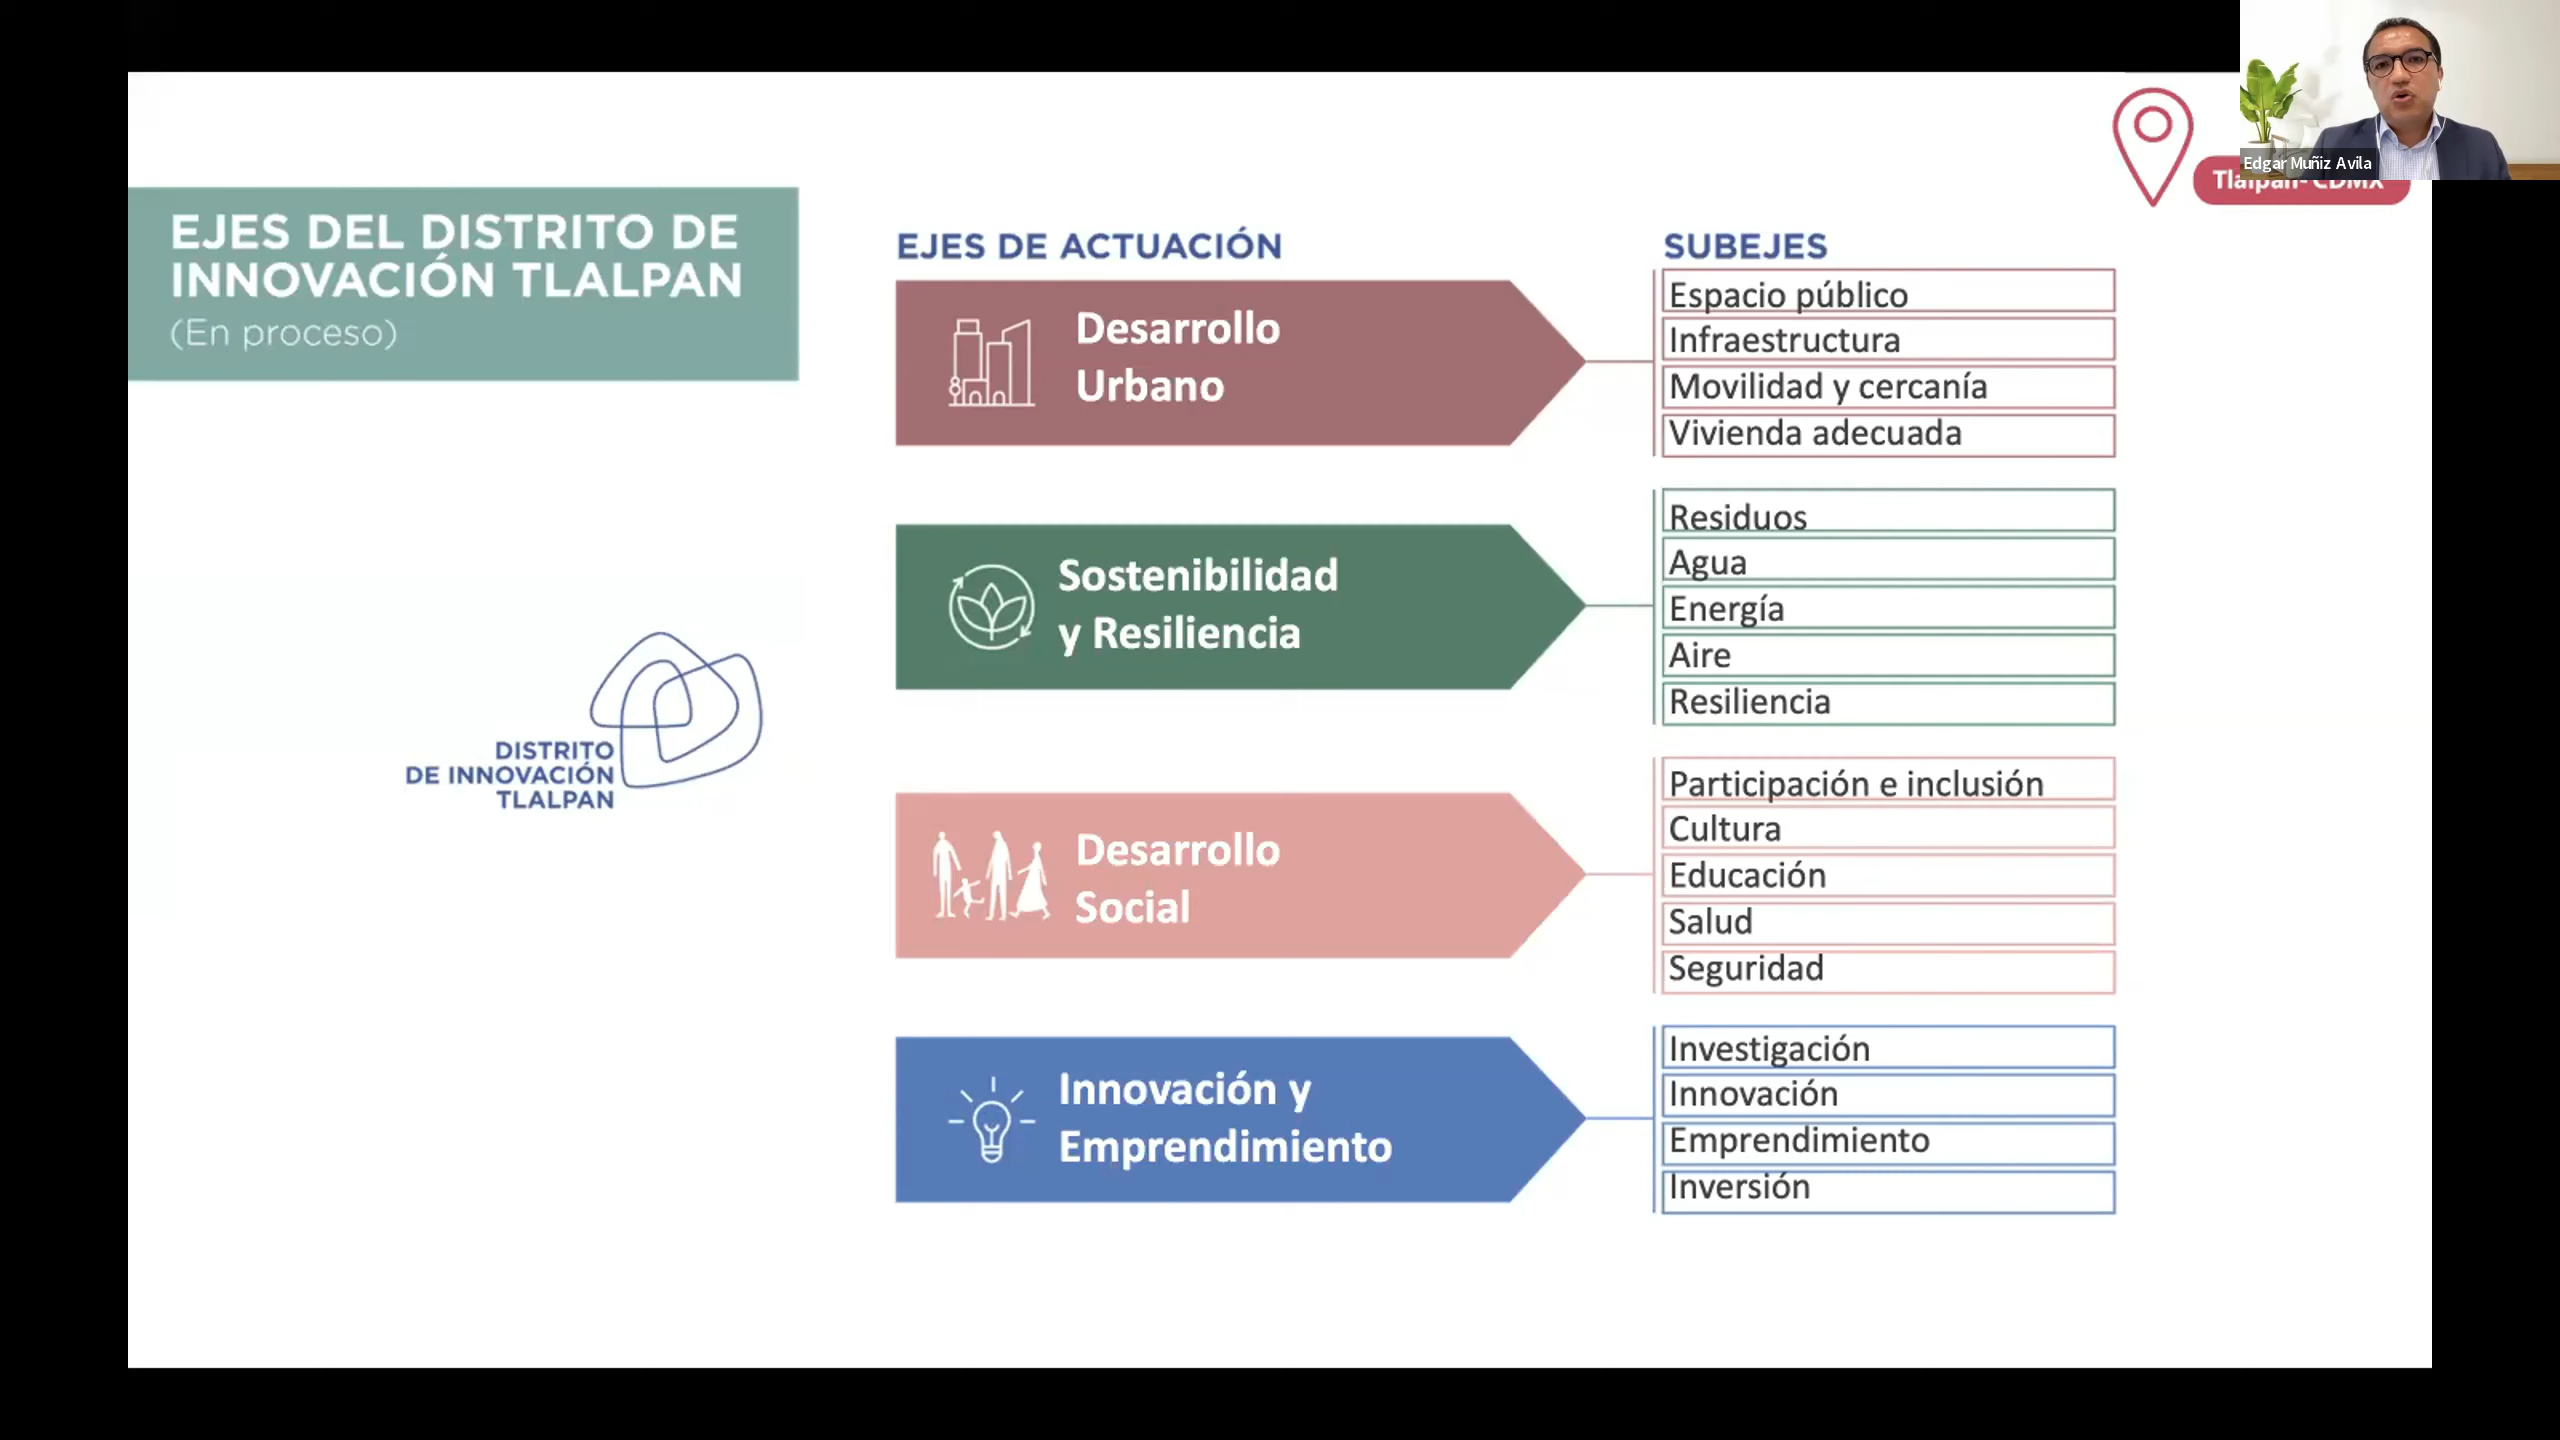 Edgar Muñiz Avila
Tlalpan- CDMX
EJES DEL DISTRITO DE
INNOVACIÓN TLALPAN
(En proceso)
DISTRITO
DE INNOVACIÓN
TLALPAN
EJES DE ACTUACIÓN
SUBEJES
Desarrollo
Urbano
Espacio público
Infraestructura
Movilidad y cercanía
Vivienda adecuada
Sostenibilidad
y Resiliencia
Residuos
Agua
Energía
Aire
Resiliencia
Desarrollo
Social
Participación e inclusión
Cultura
Educación
Salud
Seguridad
Innovación y
Emprendimiento
Investigación
Innovación
Emprendimiento
Inversión